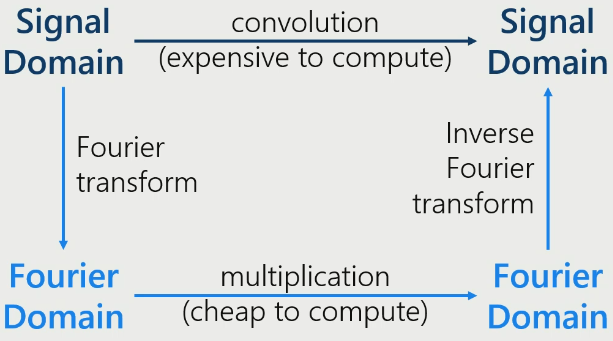 Signal
Domain
convolution
(expensive to compute)
Signal
Domain
Fourier
transform
Inverse
Fourier
transform
Fourier
Domain
multiplication
(cheap to compute)
Fourier
Domain